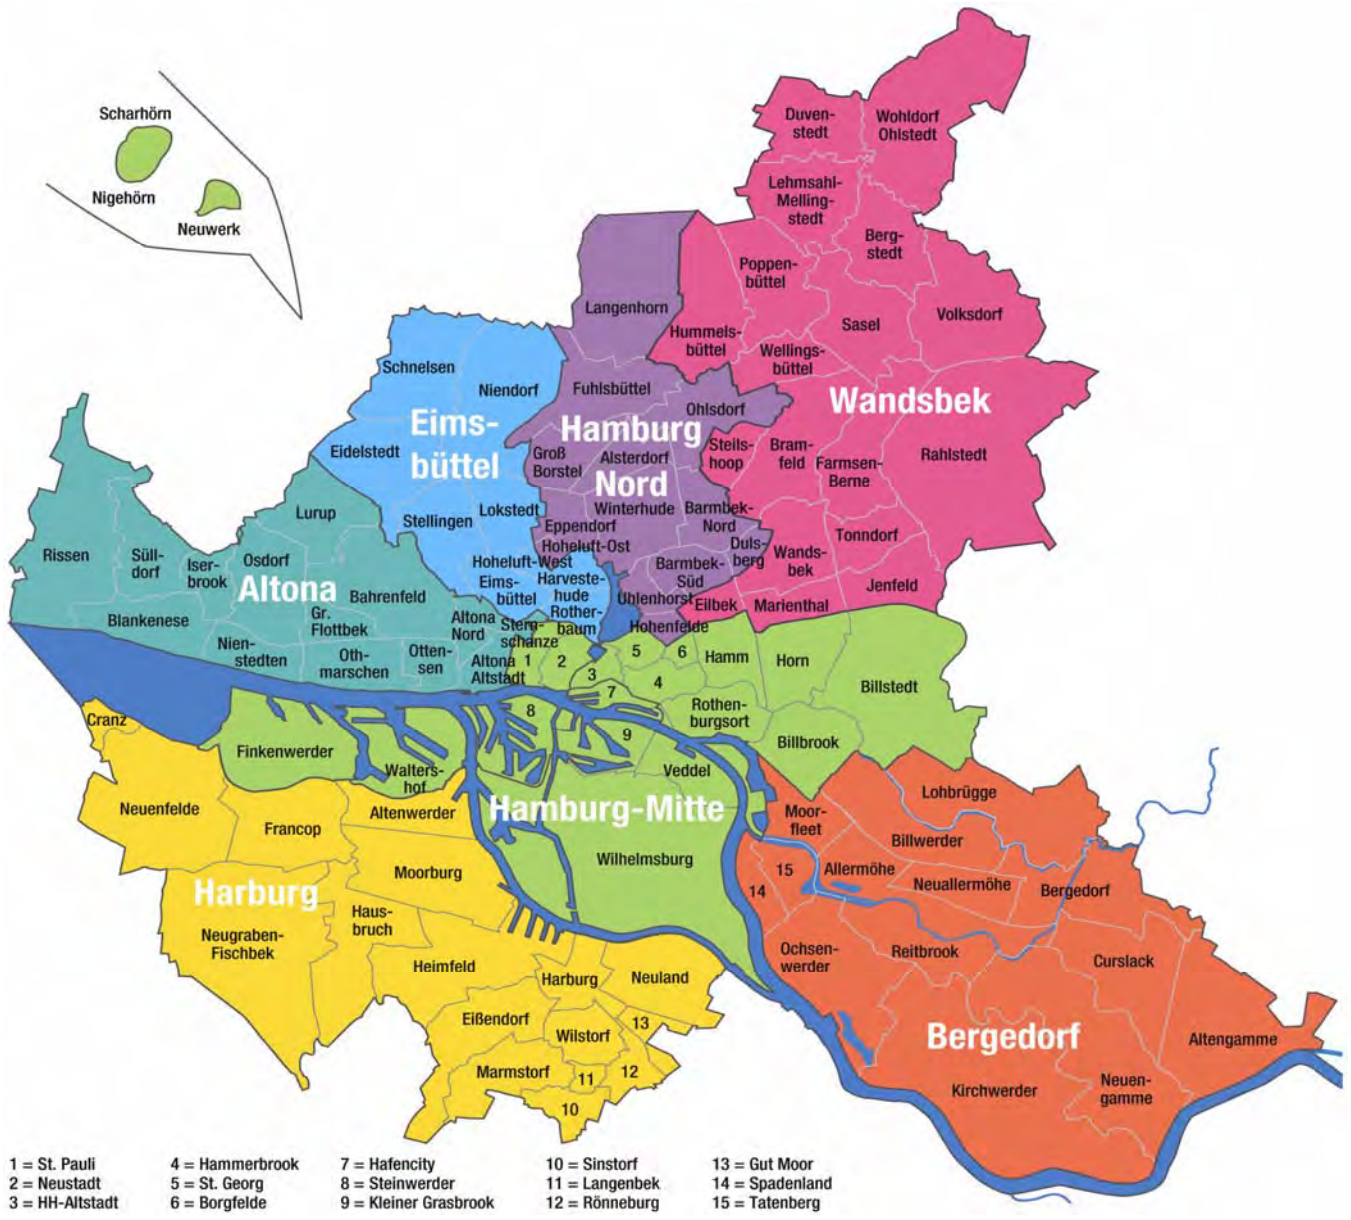 Scharhörn
Nigehörn
Neuwerk
Duven-
stedt
Wohldorf
Ohlstedt
Lehmsahl-
Melling-
stedt
Berg-
stedt
Poppen-
büttel
Hummels-
büttel
Sasel
Volksdorf
Wellings-
büttel
Wandsbek
Steils-
hoop
Bram-
feld
Farmsen-
Berne
Rahlstedt
Tonndorf
Wands-
bek
Jenfeld
Eilbek
Marienthal
Langenhorn
Fuhlsbüttel
Ohlsdorf
Hamburg
Nord
Groß
Borstel
Alsterdorf
Winterhude
Eppendorf
Barmbek-
Nord
Hoheluft-Ost
Duls-
berg
Barmbek-
Süd
Uhlenhorst
Hohenfelde
Schnelsen
Niendorf
Eims-
büttel
Eidelstedt
Lokstedt
Stellingen
Hoheluft-West
Eims-
büttel
Harveste-
hude
Rother-
baum
Lurup
Rissen
Süll-
dorf
Iser-
brook
Osdorf
Altona
Bahrenfeld
Blankenese
Gr.
Flottbek
Nien-
stedten
Oth-
marschen
Otten-
sen
Altona
Nord
Altona
Altstadt
Stern-
schanze
1
2
3
4
5
6
7
8
9
Hamm
Horn
Billstedt
Rothen-
burgsort
Billbrook
Finkenwerder
Walters-
hof
Veddel
Hamburg-Mitte
Wilhelmsburg
Cranz
Neuenfelde
Francop
Altenwerder
Moorburg
Harburg
Haus-
bruch
Neugraben-
Fischbek
Heimfeld
Harburg
Neuland
Eißendorf
Wilstorf
13
Marmstorf
11
12
10
Lohbrügge
Moor-
fleet
Billwerder
15
Allermöhe
14
Neuallermöhe
Bergedorf
Ochsen-
werder
Reitbrook
Curslack
Bergedorf
Altengamme
Kirchwerder
Neuen-
gamme
1 = St. Pauli
2 = Neustadt
3 = HH-Altstadt
4 = Hammerbrook
5 = St. Georg
6 = Borgfelde
7 = Hafencity
8 = Steinwerder
9 = Kleiner Grasbrook
10 = Sinstorf
11 = Langenbek
12 = Rönneburg
13 = Gut Moor
14 = Spadenland
15 = Tatenberg